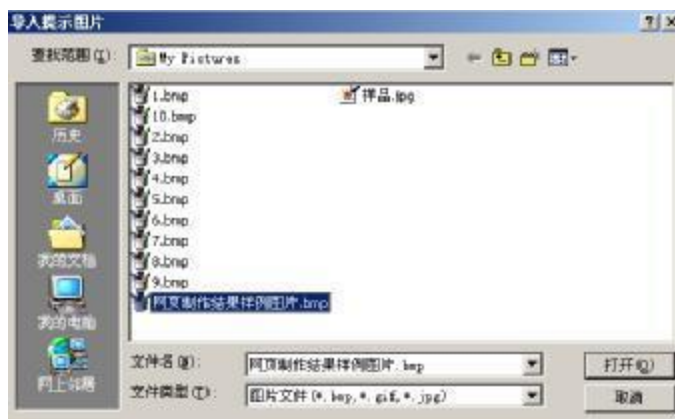 导入提示图片
查找范围(I):
My Pictures
历史
桌面
我的文档
我的电脑
网上邻居
1.bmp
10.bmp
2.bmp
3.bmp
4.bmp
5.bmp
6.bmp
7.bmp
8.bmp
9.bmp
网页制作结果样例图片.bmp
样品.jpg
文件名(N):
网页制作结果样例图片.bmp
打开(O)
文件类型(T):
图片文件(*.bmp,*.gif,*.jpg)
取消